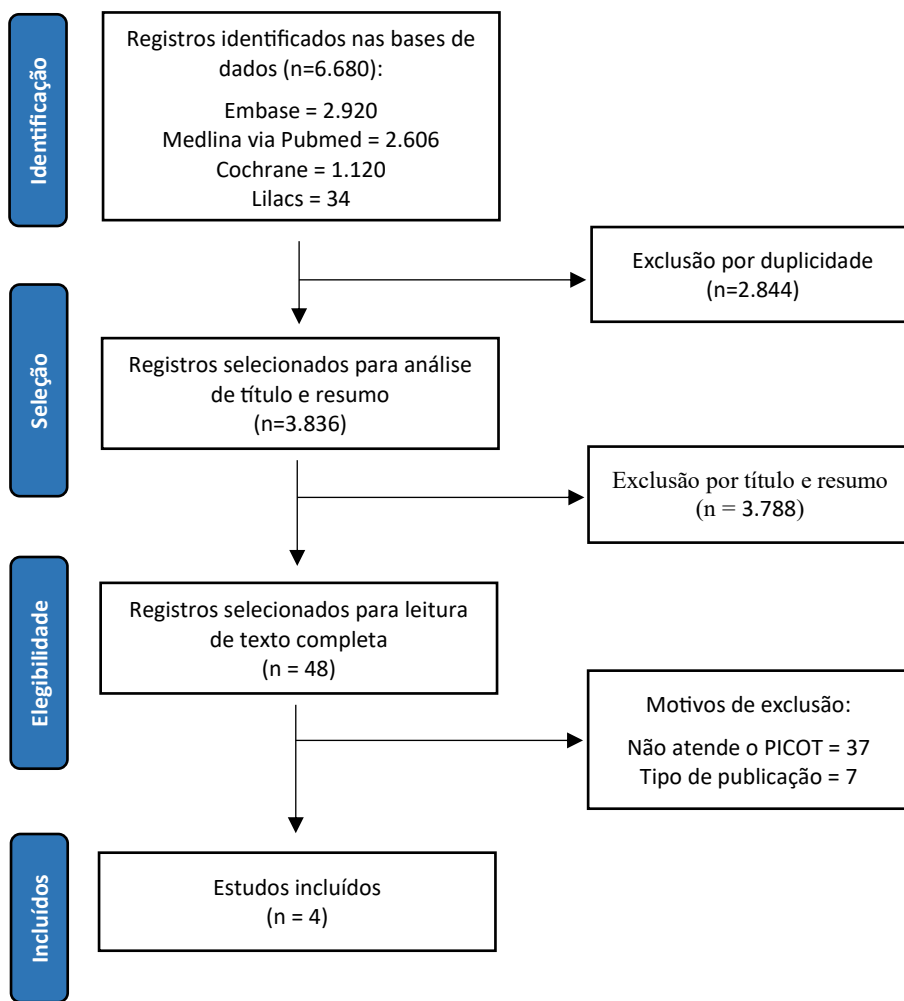 Identificação
Registros identificados nas bases de
dados (n=6.680):
Embase = 2.920
Medlina via Pubmed = 2.606
Cochrane = 1.120
Lilacs = 34
Exclusão por duplicidade
(n=2.844)
Seleção
Registros selecionados para análise
de título e resumo
(n=3.836)
Exclusão por título e resumo
(n = 3.788)
Elegibilidade
Registros selecionados para leitura
de texto completa
(n = 48)
Motivos de exclusão:
Não atende o PICOT = 37
Tipo de publicação = 7
Incluídos
Estudos incluídos
(n = 4)